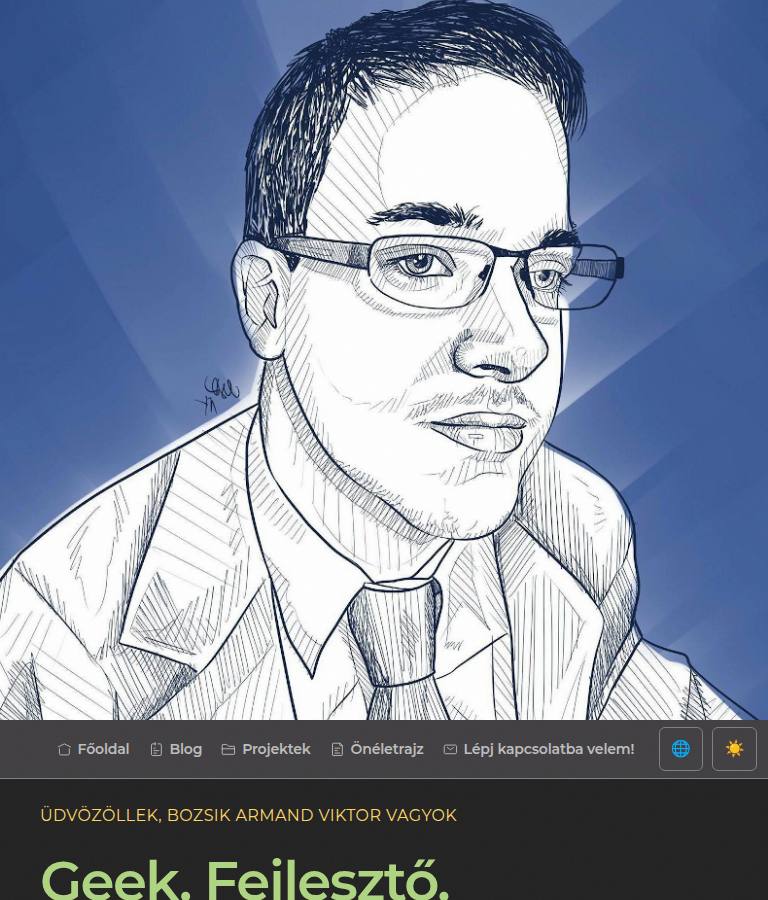 Főoldal Blog Projektek Önéletrajz Lépj kapcsolatba velem!
ÜDVÖZÖLLEK, BOZSIK ARMAND VIKTOR VAGYOK
Geek. Fejlesztő.